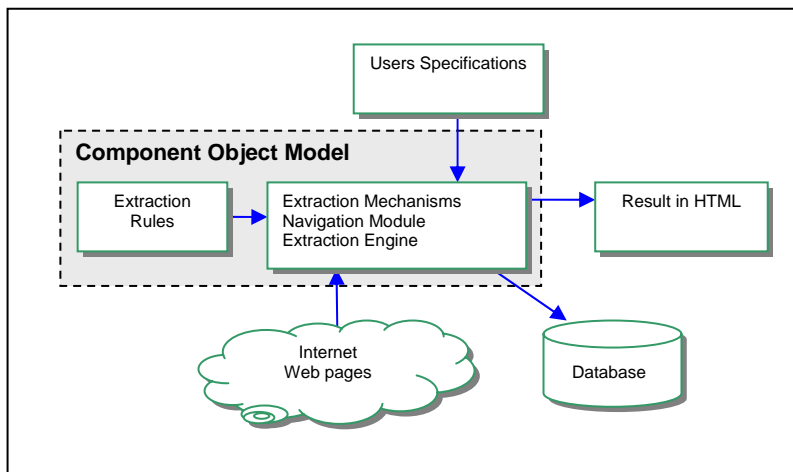 Users Specifications
Component Object Model
Extraction
Rules
Extraction Mechanisms
Navigation Module
Extraction Engine
Result in HTML
Internet
Web pages
Database